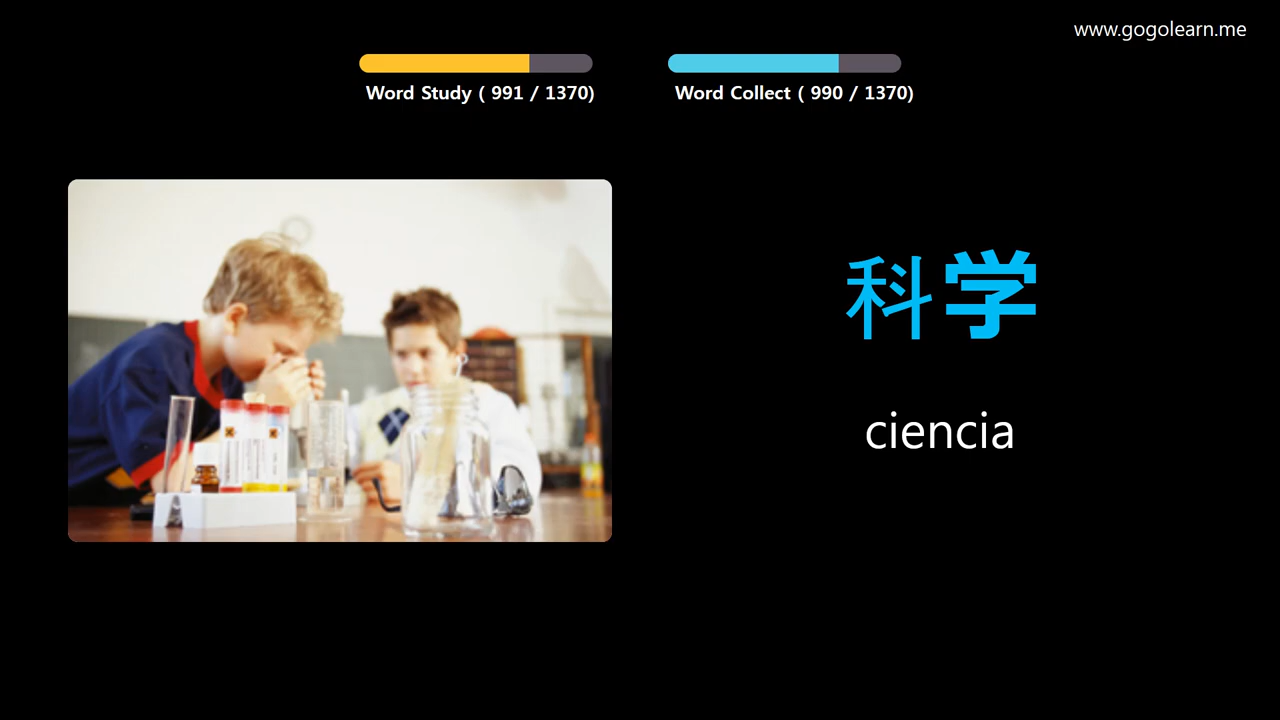 www.gogolearn.me
Word Study ( 991 / 1370)
Word Collect ( 990 / 1370)
科学
ciencia